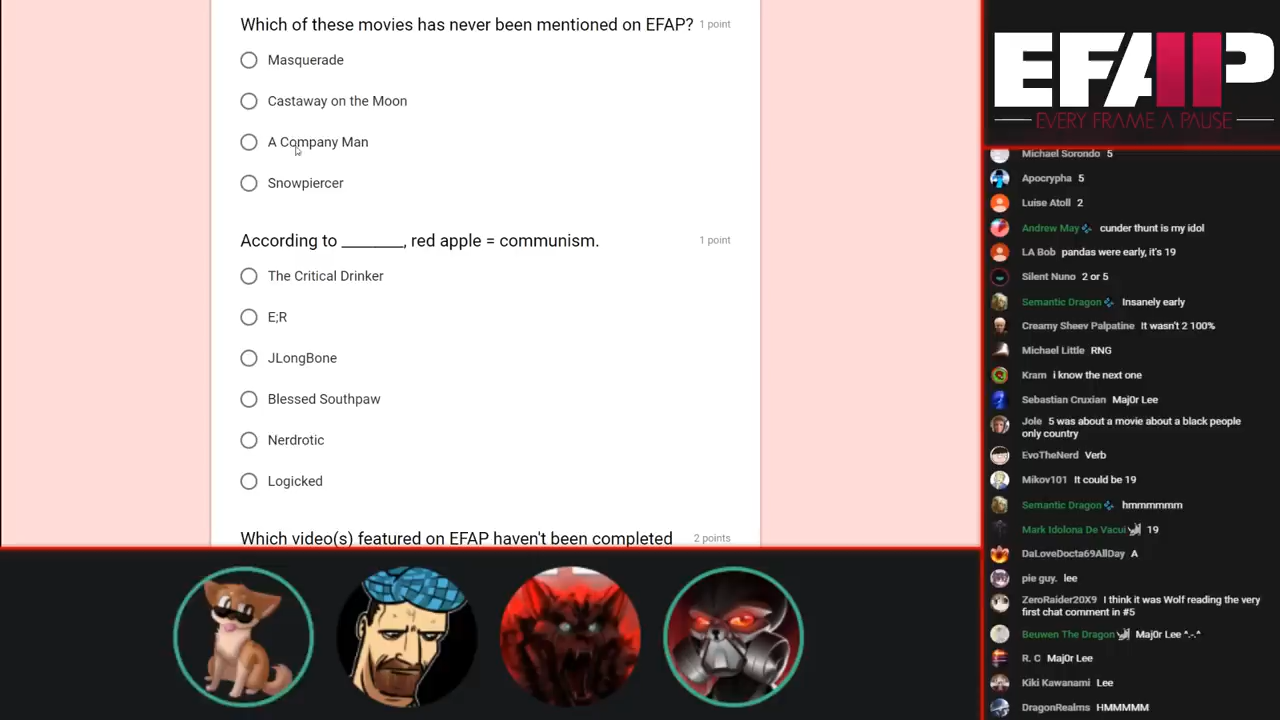 Which of these movies has never been mentioned on EFAP? 1 point
Masquerade
Castaway on the Moon
A Company Man
Snowpiercer
According to ________, red apple = communism. 1 point
The Critical Drinker
E;R
JLongBone
Blessed Southpaw
Nerdrotic
Logicked
Which video(s) featured on EFAP haven't been completed 2 points
EFAP
EVERY FRAME A PAUSE
Michael Sorondo 5
Apocrypha 5
Luise Atoll 2
Andrew May cunder thunt is my idol
LA Bob pandas were early, it's 19
Silent Nuno 2 or 5
Semantic Dragon Insanely early
Creamy Sheev Palpatine It wasn't 2 100%
Michael Little RNG
Kram i know the next one
Sebastian Cruxian Maj0r Lee
Jole 5 was about a movie about a black people
only country
EvoTheNerd Verb
Mikov101 It could be 19
Semantic Dragon hmmmmmm
Mark Idolona De Vacui 19
DaLoveDocta69AllDay A
pie guy. lee
ZeroRaider20X9 I think it was Wolf reading the very
first chat comment in #5
Beuwen The Dragon Maj0r Lee ^.-.^
R. C Maj0r Lee
Kiki Kawanami Lee
DragonRealms HMMMMM